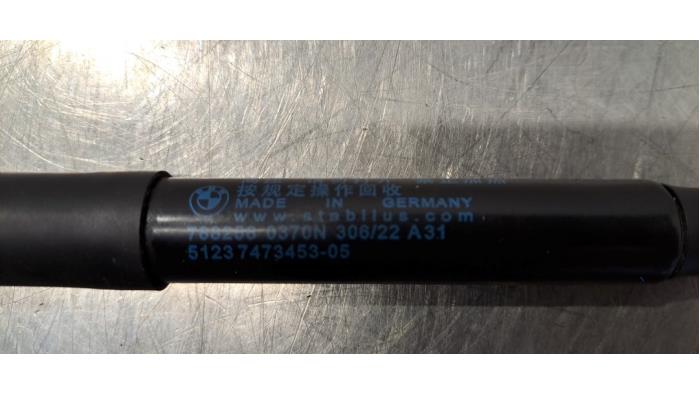 按规定操作回收
MADE IN GERMANY
www.stabilus.com
0370N 306/22 A31
51237473453-05